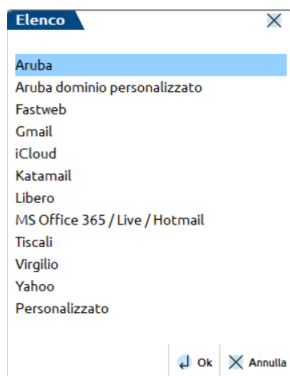 Elenco
Aruba
Aruba dominio personalizzato
Fastweb
Gmail
iCloud
Katamail
Libero
MS Office 365 / Live / Hotmail
Tiscali
Virgilio
Yahoo
Personalizzato
Ok Annulla